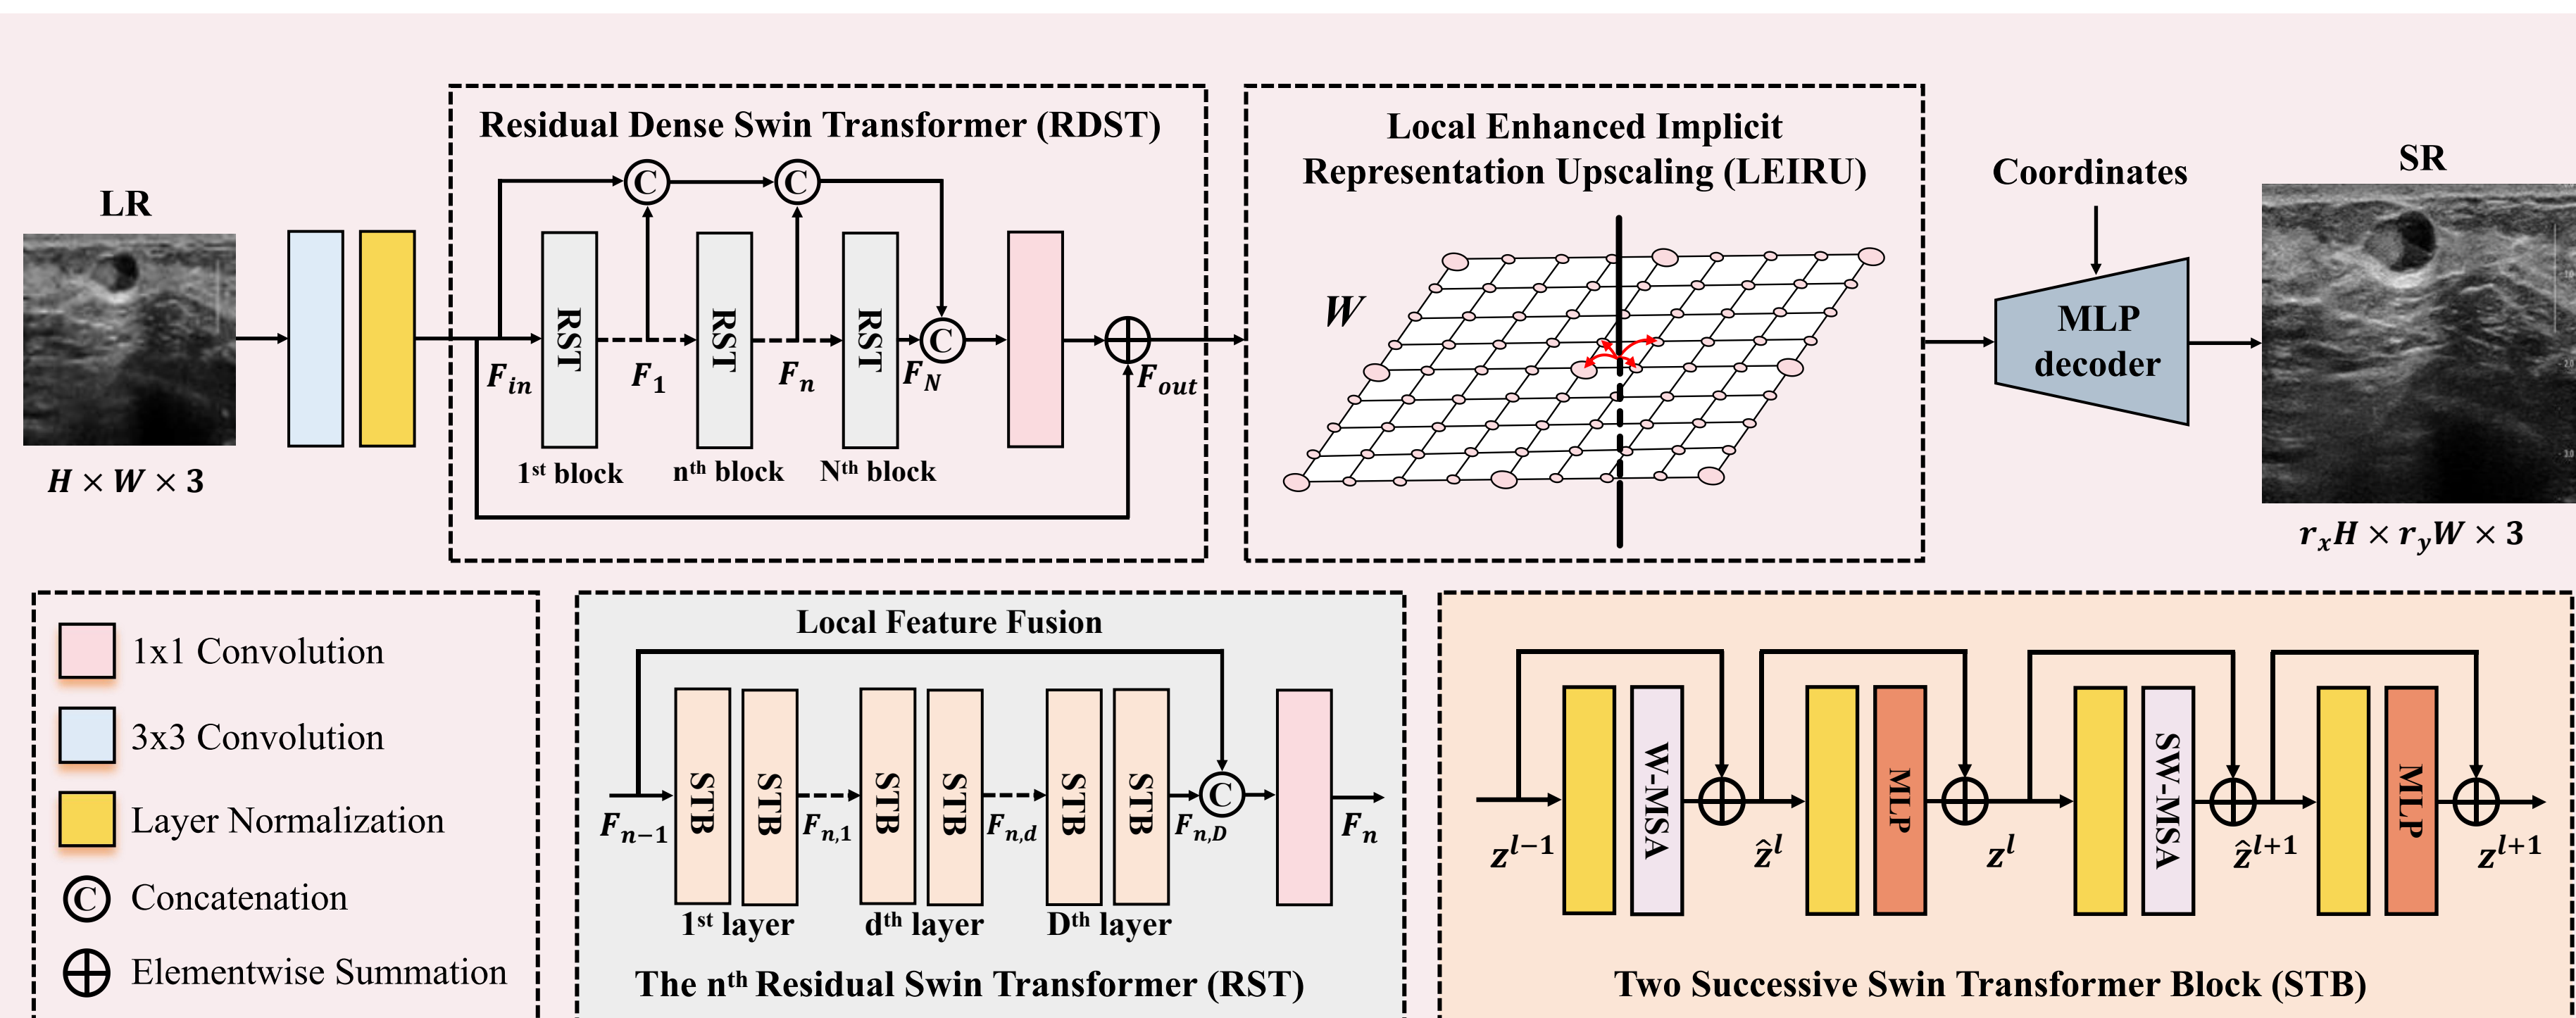 Residual Dense Swin Transformer (RDST)
LR
H × W × 3
C
C
C
RST
RST
RST
F_in
F_1
F_n
F_N
F_out
1st block
nth block
Nth block
Local Enhanced Implicit
Representation Upscaling (LEIRU)
W
Coordinates
MLP
decoder
SR
r_xH × r_yW × 3
1x1 Convolution
3x3 Convolution
Layer Normalization
C Concatenation
Elementwise Summation
Local Feature Fusion
STB
STB
STB
STB
STB
STB
C
F_{n-1}
F_{n,1}
F_{n,d}
F_{n,D}
F_n
1st layer
dth layer
Dth layer
The nth Residual Swin Transformer (RST)
W-MSA
MLP
SW-MSA
MLP
z^{l-1}
ẑ^l
z^l
ẑ^{l+1}
z^{l+1}
Two Successive Swin Transformer Block (STB)